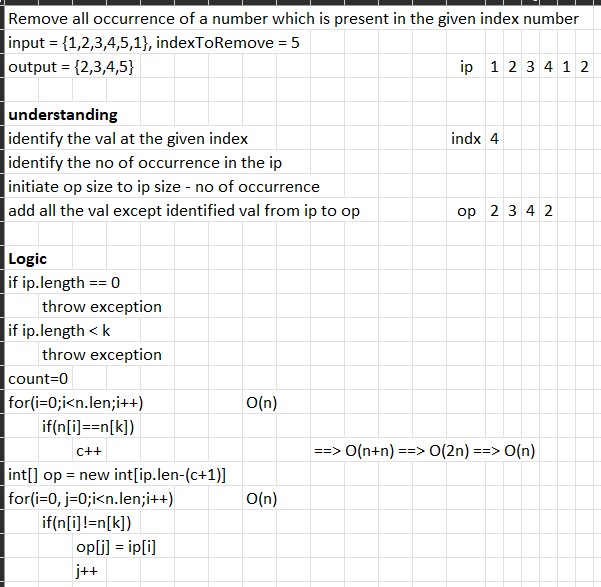 Remove all occurrence of a number which is present in the given index number
input = {1,2,3,4,5,1}, indexToRemove = 5
output = {2,3,4,5} ip 1 2 3 4 1 2
understanding
identify the val at the given index indx 4
identify the no of occurrence in the ip
initiate op size to ip size - no of occurrence
add all the val except identified val from ip to op op 2 3 4 2
Logic
if ip.length == 0
throw exception
if ip.length < k
throw exception
count=0
for(i=0;i<n.len;i++) O(n)
if(n[i]==n[k])
c++ ==> O(n+n) ==> O(2n) ==> O(n)
int[] op = new int[ip.len-(c+1)]
for(i=0, j=0;i<n.len;i++) O(n)
if(n[i]!=n[k])
op[j] = ip[i]
j++